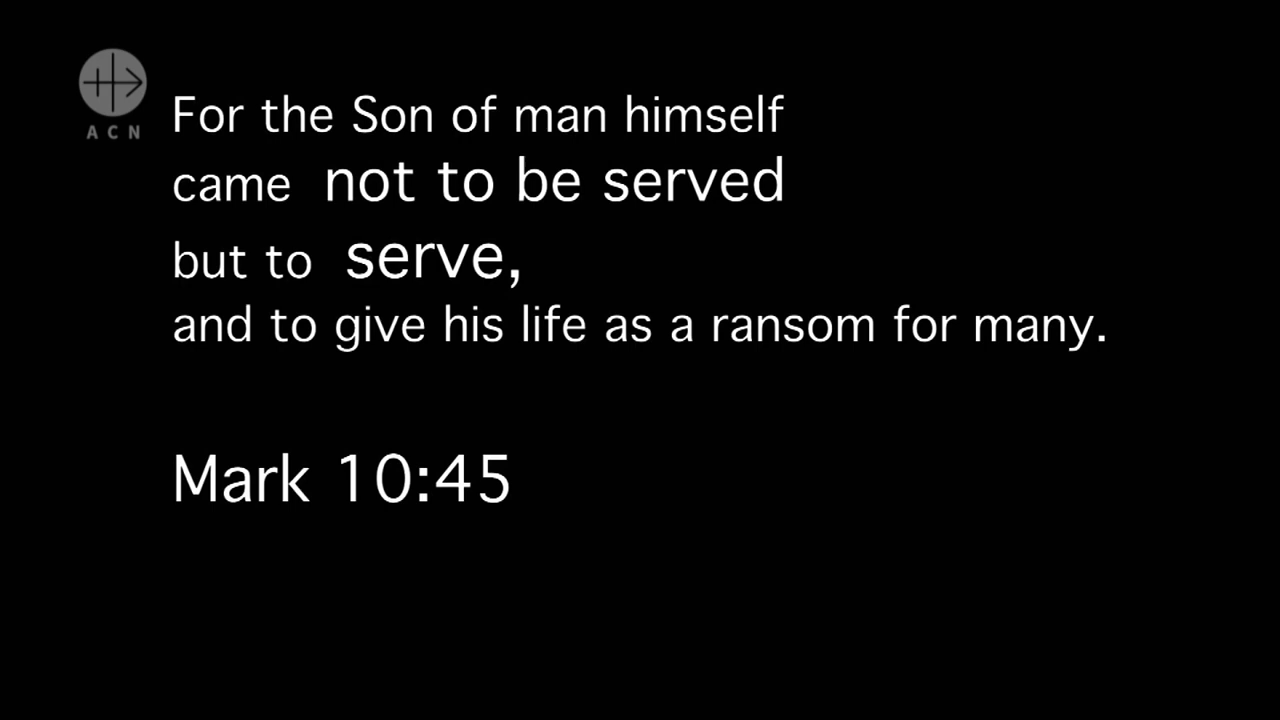 ACN
For the Son of man himself
came not to be served
but to serve,
and to give his life as a ransom for many.
Mark 10:45